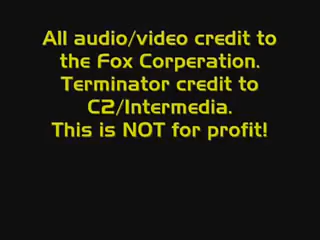 All audio/video credit to
the Fox Corperation.
Terminator credit to
C2/Intermedia.
This is NOT for profit!